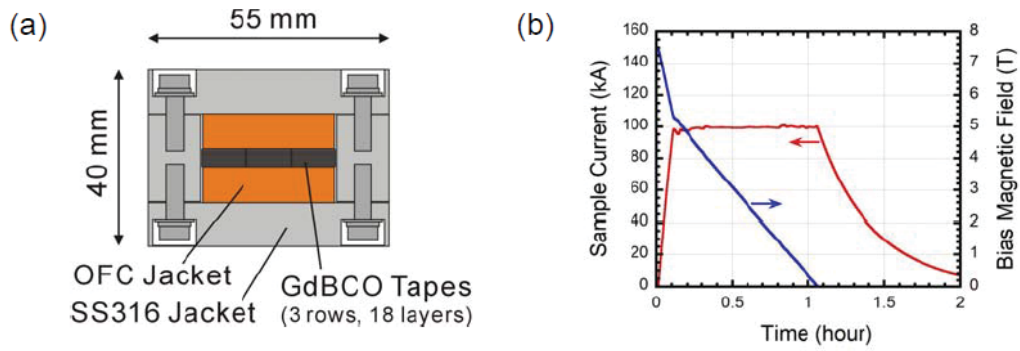 (a)
55 mm
40 mm
OFC Jacket
SS316 Jacket
GdBCO Tapes
(3 rows, 18 layers)
(b)
Sample Current (kA)
160
140
120
100
80
60
40
20
0
8
7
6
5
4
3
2
1
0
Bias Magnetic Field (T)
0
0.5
1
1.5
2
Time (hour)